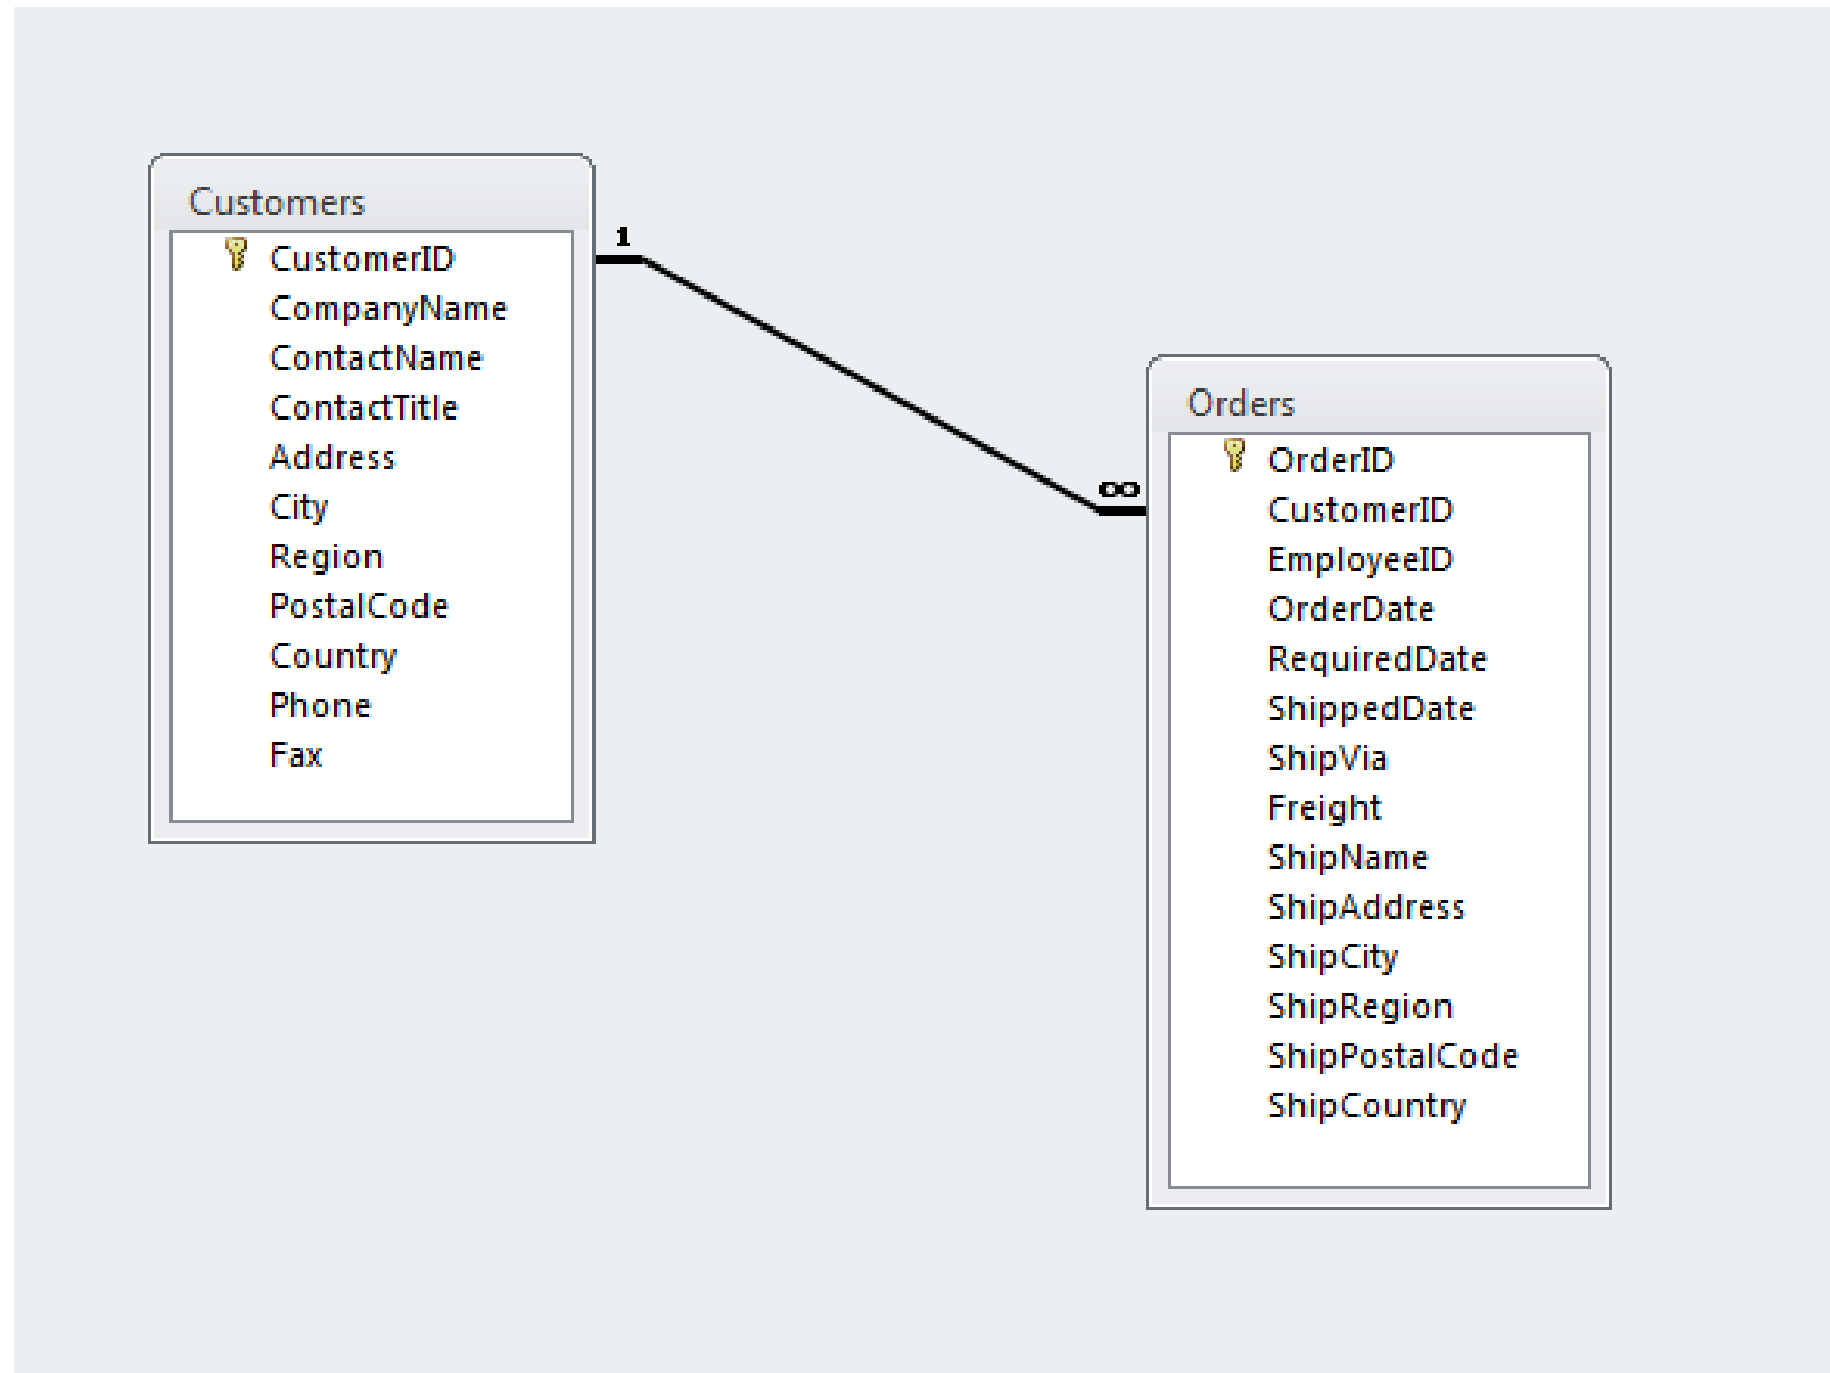 Customers
CustomerID
CompanyName
ContactName
ContactTitle
Address
City
Region
PostalCode
Country
Phone
Fax
1
∞
Orders
OrderID
CustomerID
EmployeeID
OrderDate
RequiredDate
ShippedDate
ShipVia
Freight
ShipName
ShipAddress
ShipCity
ShipRegion
ShipPostalCode
ShipCountry